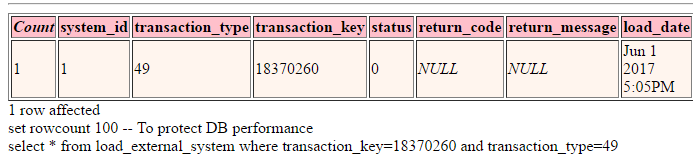 Count system_id transaction_type transaction_key status return_code return_message load_date
1 1 49 18370260 0 NULL NULL Jun 1
2017
5:05PM
1 row affected
set rowcount 100 -- To protect DB performance
select * from load_external_system where transaction_key=18370260 and transaction_type=49